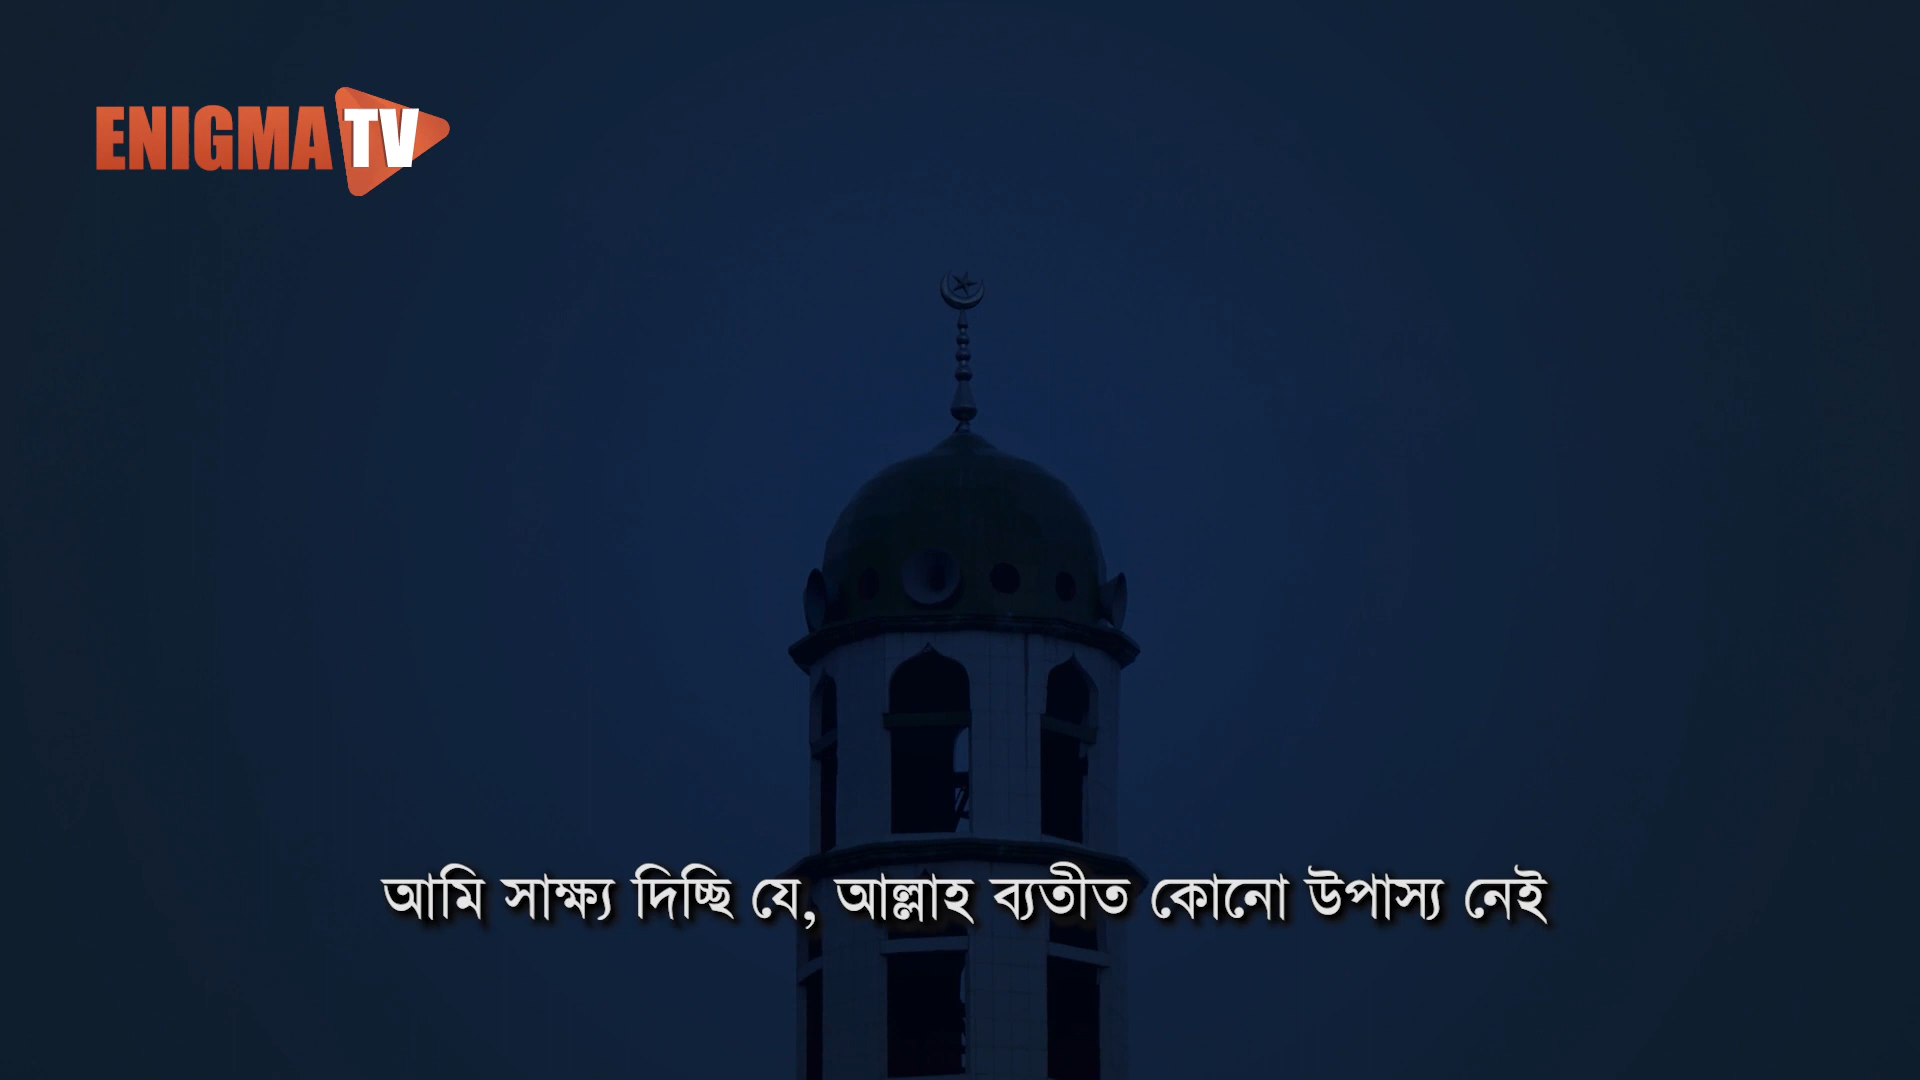 ENIGMA TV
আমি সাক্ষ্য দিচ্ছি যে, আল্লাহ ব্যতীত কোনো উপাস্য নেই